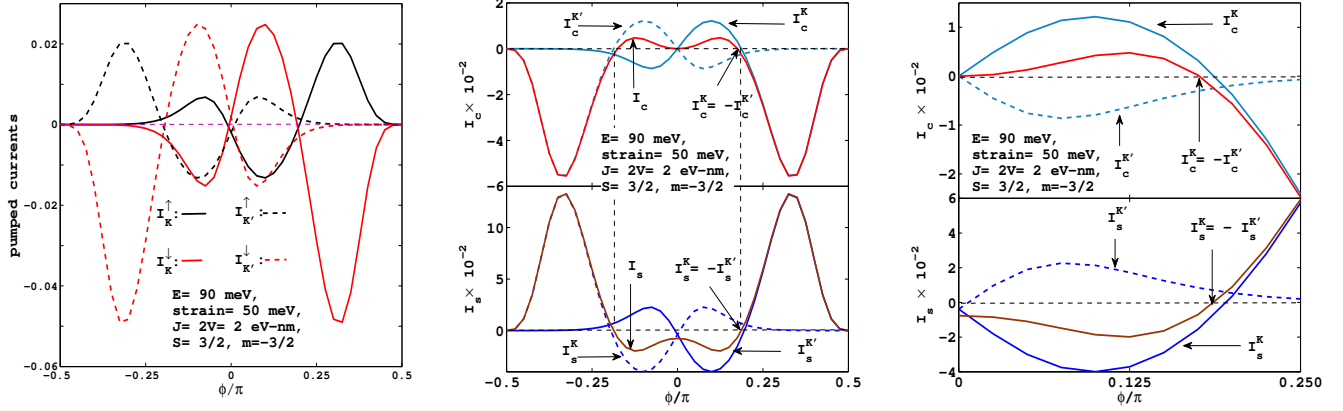 pumped currents
0.02
0
−0.02
−0.04
−0.06
I_K^↑: I_K′^↑:
I_K^↓: I_K′^↓:
E= 90 meV,
strain= 50 meV,
J= 2V= 2 eV-nm,
S= 3/2, m=−3/2
−0.5 −0.25 0 0.25 0.5
ϕ/π
I_c × 10^−2
2
0
−2
−4
−6
I_c^K′
I_c^K
I_c
I_c^K= −I_c^K′
E= 90 meV,
strain= 50 meV,
J= 2V= 2 eV-nm,
S= 3/2, m=−3/2
I_s × 10^−2
10
5
0
I_s
I_s^K= −I_s^K′
I_s^K
I_s^K′
−0.5 −0.25 0 0.250 0.5
ϕ/π
I_c × 10^−2
1
0
−1
I_c^K
I_c^K′
I_c^K= −I_c^K′
E= 90 meV,
strain= 50 meV,
J= 2V= 2 eV-nm,
S= 3/2, m=−3/2
I_s × 10^−2
6
4
2
0
−2
−4
I_s^K′
I_s^K= − I_s^K′
I_s^K
0 0.125 0.250
ϕ/π